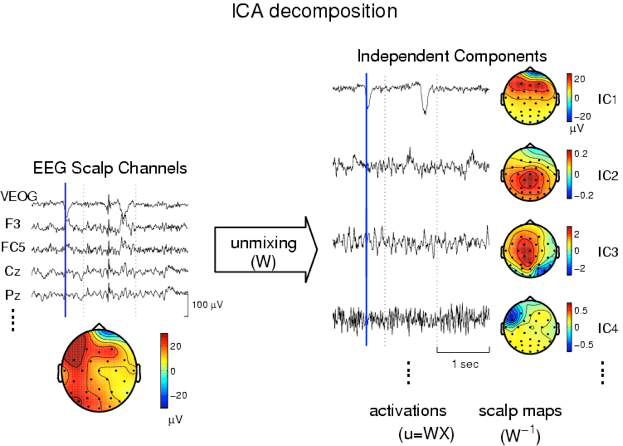 ICA decomposition
Independent Components
20
0
−20
μV
IC1
EEG Scalp Channels
VEOG
F3
FC5
Cz
Pz
100 μV
unmixing
(W)
0.2
0
−0.2
IC2
2
0
−2
IC3
0.5
0
−0.5
IC4
1 sec
20
0
−20
μV
activations
(u=WX)
scalp maps
(W⁻¹)